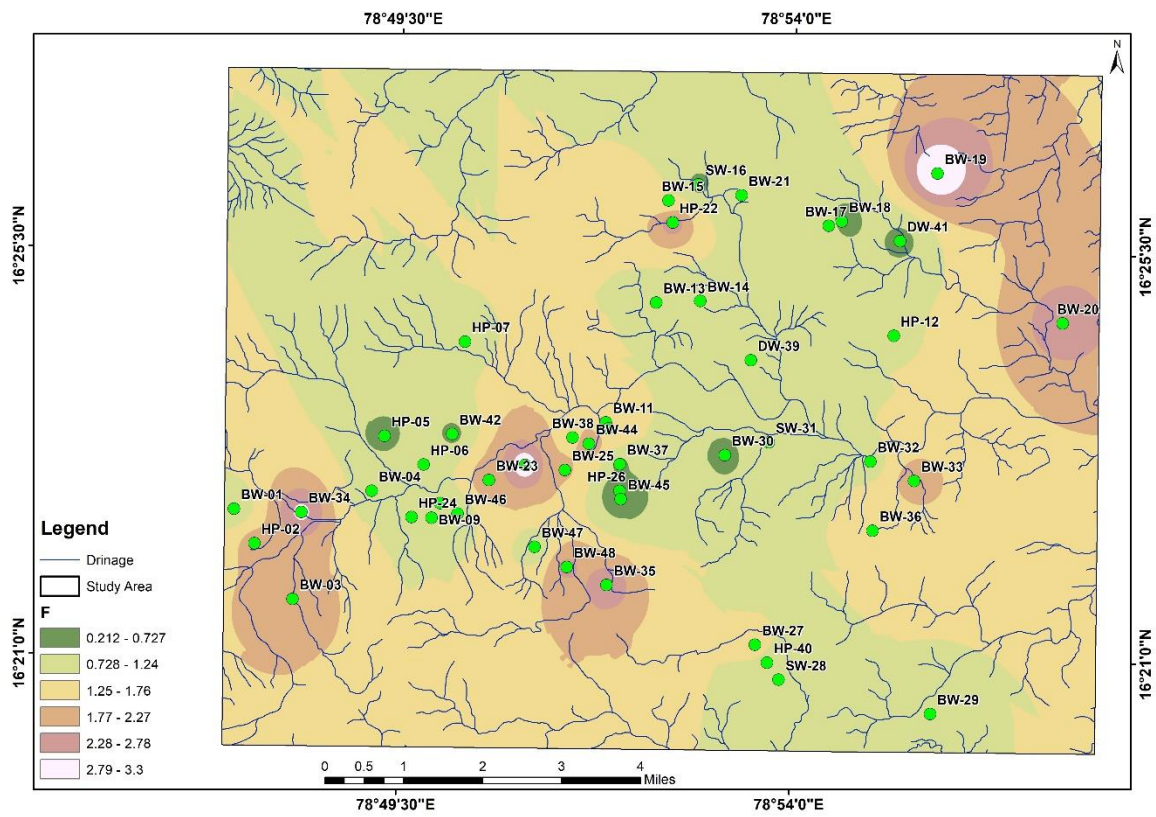 78°49'30"E
78°54'0"E
N
BW-19
SW-16
BW-15
BW-21
HP-22
BW-17
BW-18
DW-41
16°25'30"N
16°25'30"N
BW-13
BW-14
BW-20
HP-07
HP-12
DW-39
HP-05
BW-42
BW-38
BW-11
BW-44
SW-31
HP-06
BW-23
BW-25
BW-37
BW-30
BW-32
BW-04
HP-26
BW-45
BW-33
BW-01
BW-34
HP-24
BW-46
BW-09
BW-36
HP-02
BW-47
BW-48
BW-03
BW-35
BW-27
HP-40
SW-28
BW-29
16°21'0"N
16°21'0"N
Legend
Drinage
Study Area
F
0.212 - 0.727
0.728 - 1.24
1.25 - 1.76
1.77 - 2.27
2.28 - 2.78
2.79 - 3.3
0 0.5 1 2 3 4
Miles
78°49'30"E
78°54'0"E